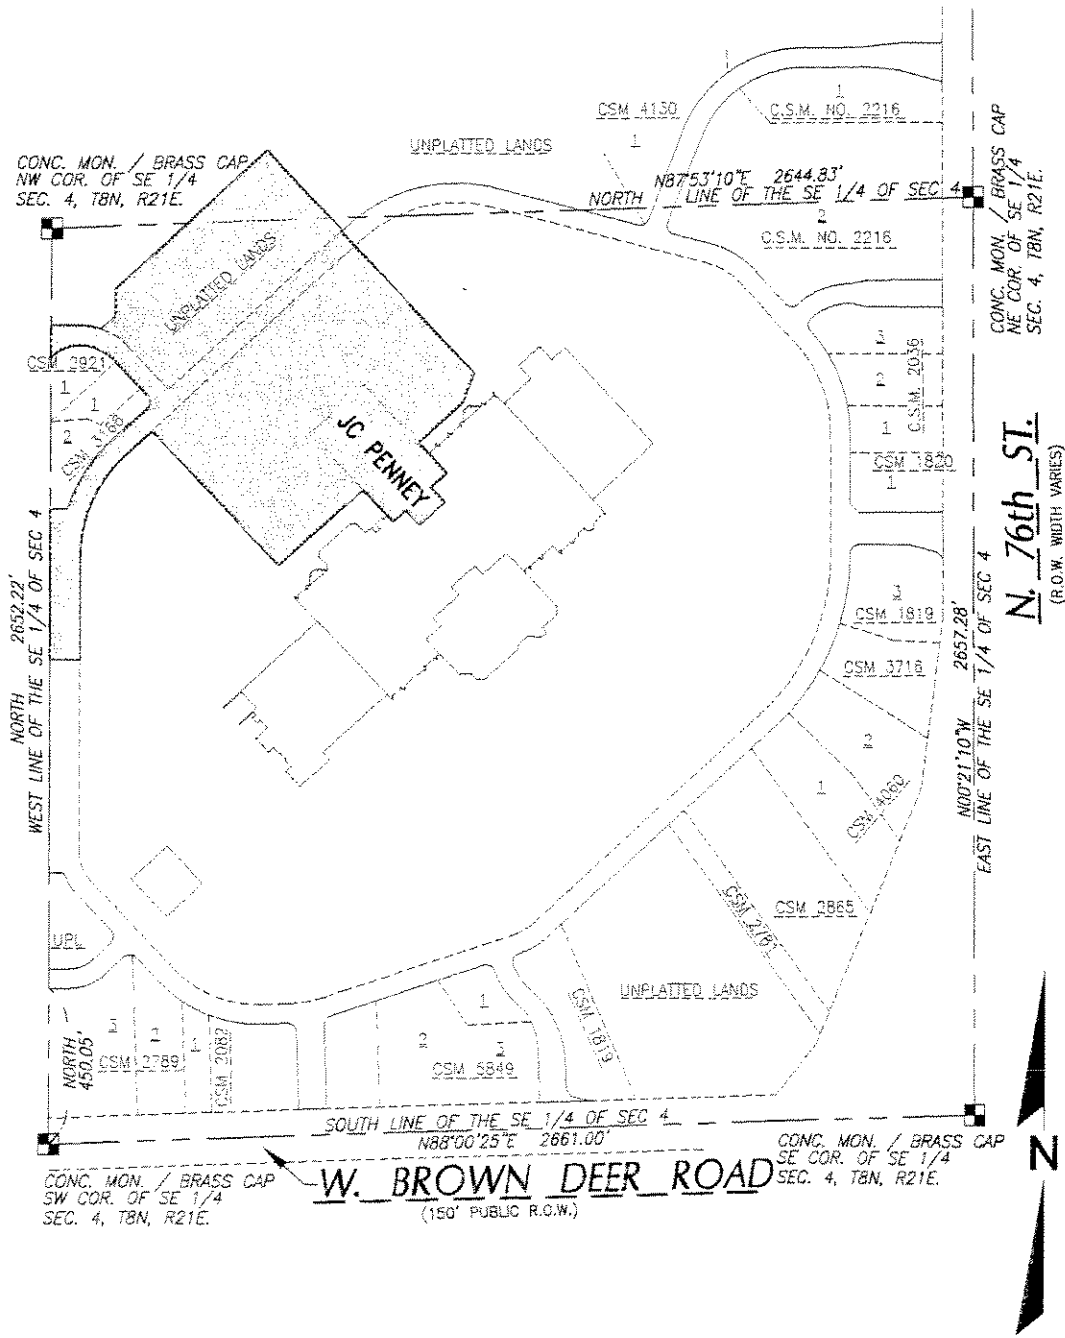 CSM 4130
1
1
C.S.M. NO. 2216
UNPLATTED LANDS
CONC. MON. / BRASS CAP
NW COR. OF SE 1/4
SEC. 4, T8N, R21E.
N87°53'10"E 2644.83'
NORTH LINE OF THE SE 1/4 OF SEC 4
2
C.S.M. NO. 2216
CONC. MON. / BRASS CAP
NE COR. OF SE 1/4
SEC. 4, T8N, R21E.
UNPLATTED LANDS
CSM 2921
1
1
2
CSM 3168
JC PENNEY
3
2
1
C.S.M. 2036
CSM 1820
1
N. 76th ST.
(R.O.W. WIDTH VARIES)
NORTH 2652.22'
WEST LINE OF THE SE 1/4 OF SEC 4
3
CSM 1819
CSM 3716
2
1
CSM 4060
N00°21'10"W 2657.28'
EAST LINE OF THE SE 1/4 OF SEC 4
CSM 2865
CSM 2781
UNPLATTED LANDS
UPL
NORTH
450.05'
3
2
1
CSM 2789
CSM 2082
1
2
3
CSM 5849
CSM 1819
SOUTH LINE OF THE SE 1/4 OF SEC 4
N88°00'25"E 2661.00'
CONC. MON. / BRASS CAP
SW COR. OF SE 1/4
SEC. 4, T8N, R21E.
W. BROWN DEER ROAD
(150' PUBLIC R.O.W.)
CONC. MON. / BRASS CAP
SE COR. OF SE 1/4
SEC. 4, T8N, R21E.
N